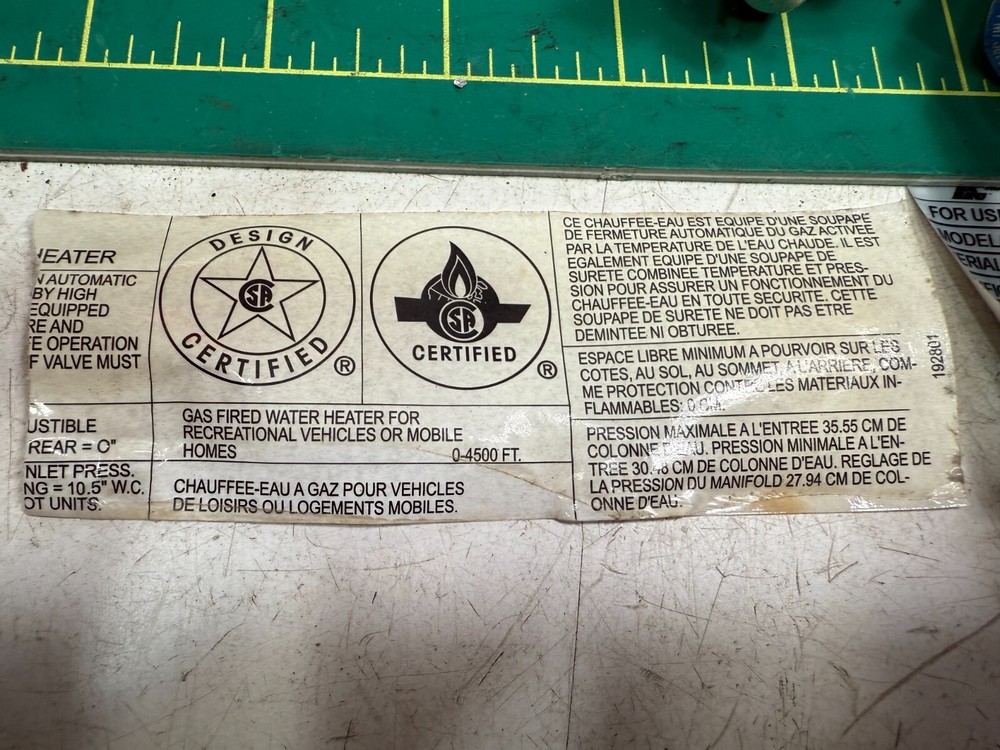 HEATER
N AUTOMATIC
BY HIGH
EQUIPPED
RE AND
E OPERATION
F VALVE MUST
USTIBLE
REAR = O"
NLET PRESS.
NG = 10.5" W.C.
OT UNITS.
DESIGN
SA
CERTIFIED
®
SA
CERTIFIED
®
GAS FIRED WATER HEATER FOR
RECREATIONAL VEHICLES OR MOBILE
HOMES 0-4500 FT.
CHAUFFEE-EAU A GAZ POUR VEHICLES
DE LOISIRS OU LOGEMENTS MOBILES.
CE CHAUFFEE-EAU EST EQUIPE D'UNE SOUPAPE
DE FERMETURE AUTOMATIQUE DU GAZ ACTIVEE
PAR LA TEMPERATURE DE L'EAU CHAUDE. IL EST
EGALEMENT EQUIPE D'UNE SOUPAPE DE
SURETE COMBINEE TEMPERATURE ET PRES-
SION POUR ASSURER UN FONCTIONNEMENT DU
CHAUFFEE-EAU EN TOUTE SECURITE. CETTE
SOUPAPE DE SURETE NE DOIT PAS ETRE
DEMINTEE NI OBTUREE.
ESPACE LIBRE MINIMUM A POURVOIR SUR LES
COTES, AU SOL, AU SOMMET, A L'ARRIERE, COM-
ME PROTECTION CONTRE LES MATERIAUX IN-
FLAMMABLES: 0 CM.
PRESSION MAXIMALE A L'ENTREE 35.55 CM DE
COLONNE D'EAU. PRESSION MINIMALE A L'EN-
TREE 30.48 CM DE COLONNE D'EAU. REGLAGE DE
LA PRESSION DU MANIFOLD 27.94 CM DE COL-
ONNE D'EAU.
192801
FOR US
MODEL
ERIAL